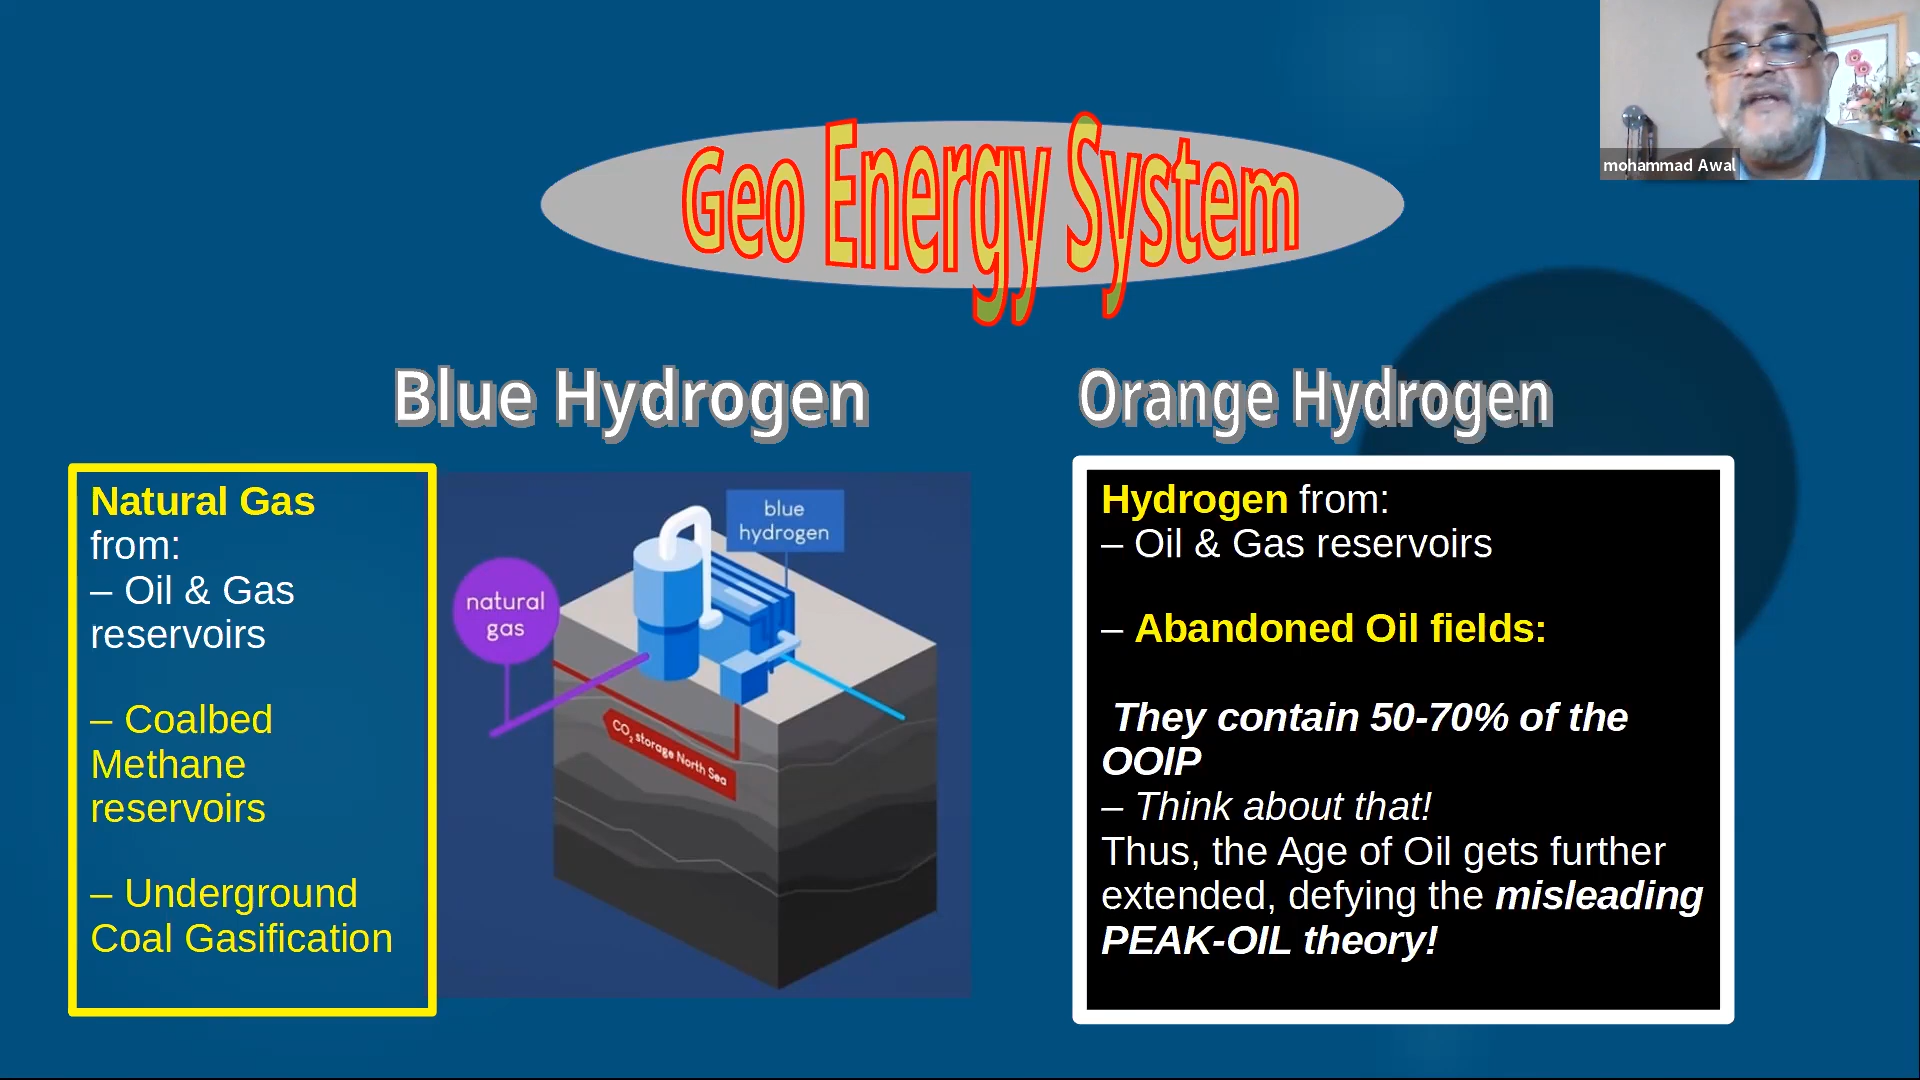 mohammad Awal
Geo Energy System
Blue Hydrogen
Orange Hydrogen
Natural Gas
from:
– Oil & Gas
reservoirs
– Coalbed
Methane
reservoirs
– Underground
Coal Gasification
natural
gas
blue
hydrogen
CO2 storage North Sea
Hydrogen from:
– Oil & Gas reservoirs
– Abandoned Oil fields:
They contain 50-70% of the
OOIP
– Think about that!
Thus, the Age of Oil gets further
extended, defying the misleading
PEAK-OIL theory!